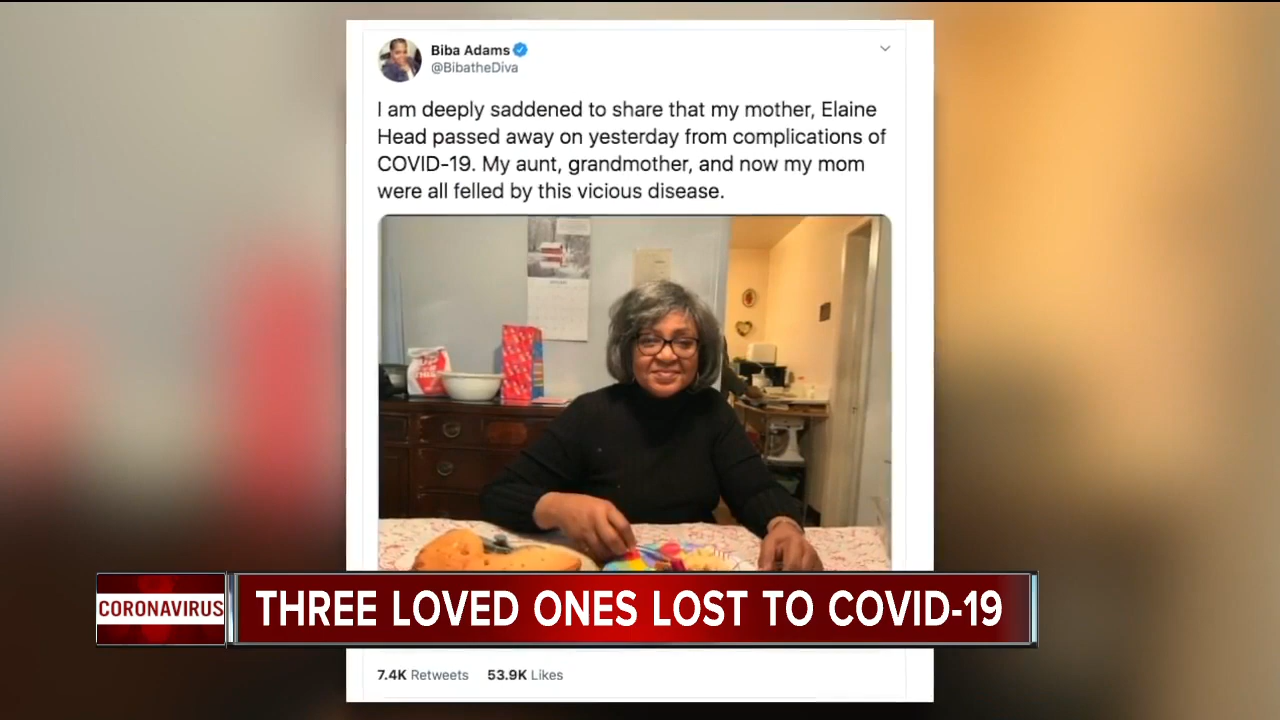 Biba Adams
@BibatheDiva
I am deeply saddened to share that my mother, Elaine
Head passed away on yesterday from complications of
COVID-19. My aunt, grandmother, and now my mom
were all felled by this vicious disease.
CORONAVIRUS
THREE LOVED ONES LOST TO COVID-19
7.4K Retweets 53.9K Likes